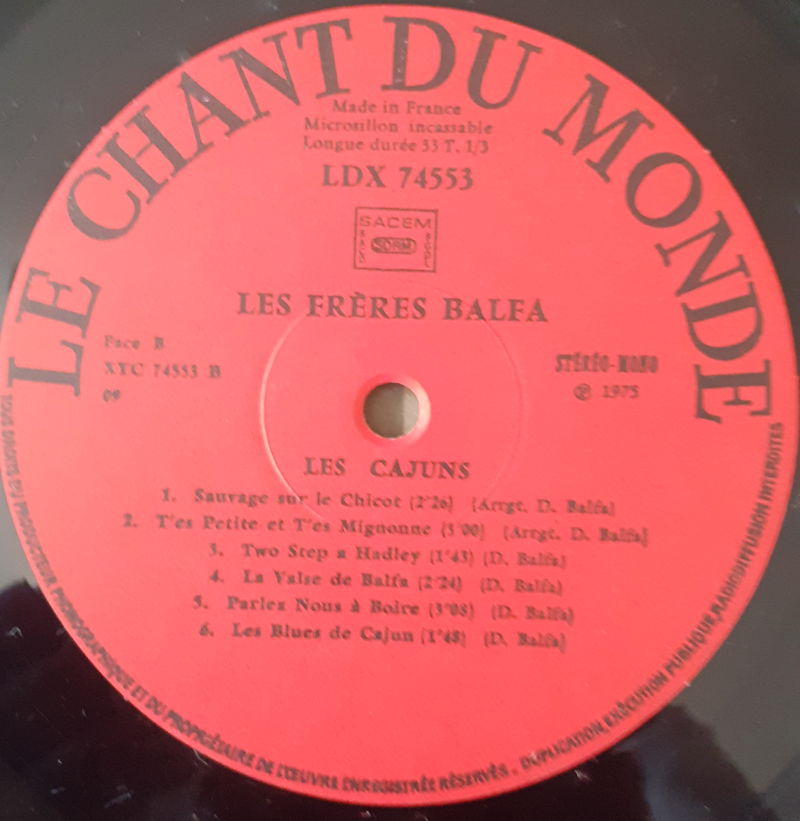 LE CHANT DU MONDE
Made in France
Microsillon incassable
Longue durée 33 T. 1/3
LDX 74553
SACEM
SACD SDRM SGDL
LES FRÈRES BALFA
Face B
XTC 74553 B
09
STÉRÉO-MONO
℗ 1975
LES CAJUNS
1. Sauvage sur le Chicot (2'26) (Arrgt. D. Balfa)
2. T'es Petite et T'es Mignonne (3'00) (Arrgt. D. Balfa)
3. Two Step a Hadley (1'43) (D. Balfa)
4. La Valse de Balfa (2'24) (D. Balfa)
5. Parlez Nous à Boire (3'08) (D. Balfa)
6. Les Blues de Cajun (1'48) (D. Balfa)
TOUS DROITS DU PRODUCTEUR PHONOGRAPHIQUE ET DU PROPRIÉTAIRE DE L'ŒUVRE ENREGISTRÉE RÉSERVÉS. DUPLICATION, EXÉCUTION PUBLIQUE, RADIODIFFUSION INTERDITES